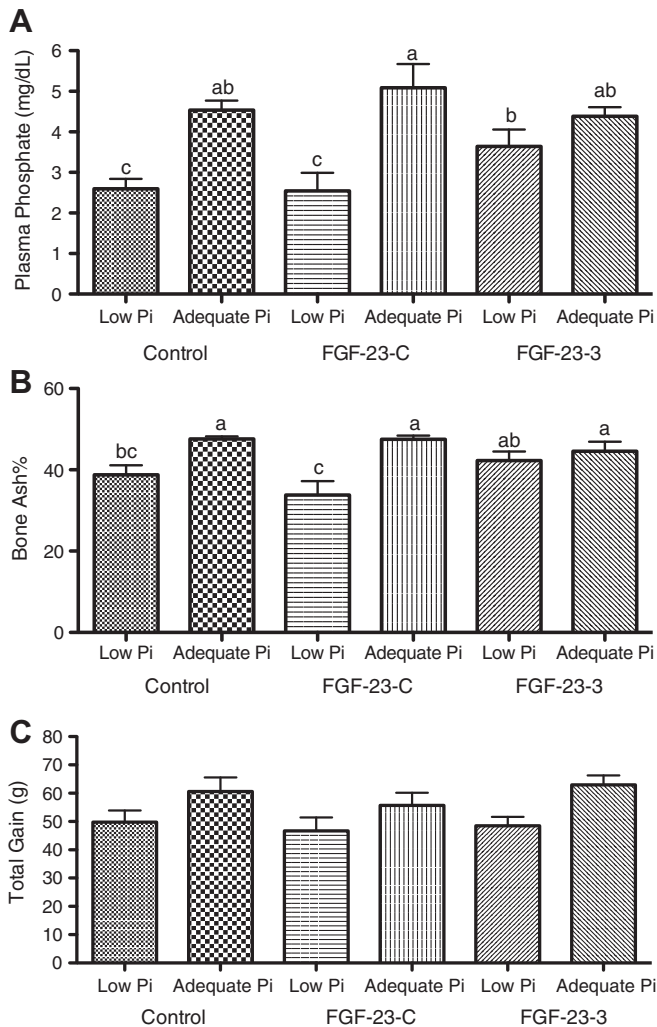 A
Plasma Phosphate (mg/dL)
6
5
4
3
2
1
0
c
ab
c
a
b
ab
Low Pi Adequate Pi Low Pi Adequate Pi Low Pi Adequate Pi
Control FGF-23-C FGF-23-3
B
Bone Ash%
60
40
20
0
bc
a
c
a
ab
a
Low Pi Adequate Pi Low Pi Adequate Pi Low Pi Adequate Pi
Control FGF-23-C FGF-23-3
C
Total Gain (g)
80
70
60
50
40
30
20
10
0
Low Pi Adequate Pi Low Pi Adequate Pi Low Pi Adequate Pi
Control FGF-23-C FGF-23-3